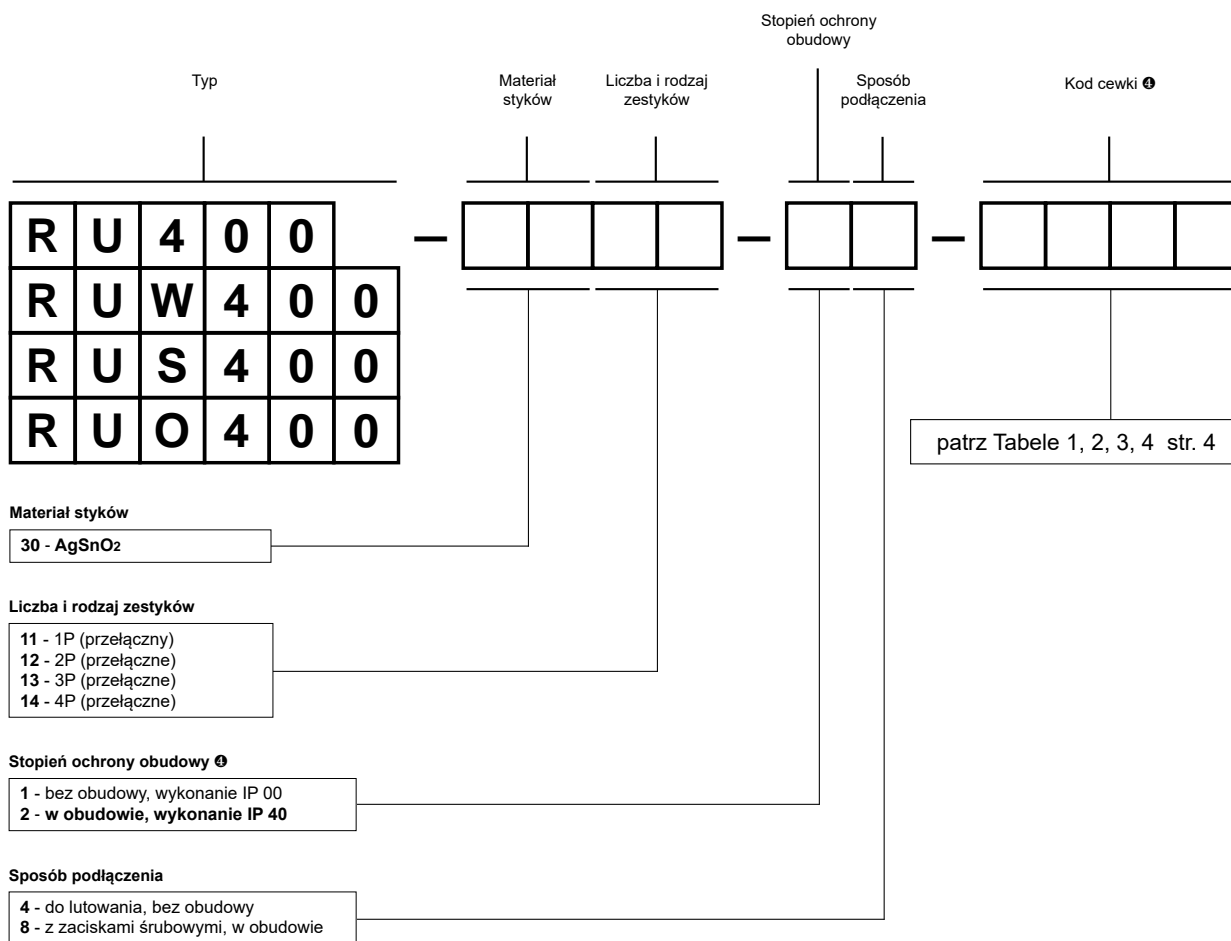 Stopień ochrony
obudowy
Typ
Materiał
styków
Liczba i rodzaj
zestyków
Sposób
podłączenia
Kod cewki ❹
R U 4 0 0 — — —
R U W 4 0 0
R U S 4 0 0
R U O 4 0 0
patrz Tabele 1, 2, 3, 4 str. 4
Materiał styków
30 - AgSnO2
Liczba i rodzaj zestyków
11 - 1P (przełączny)
12 - 2P (przełączne)
13 - 3P (przełączne)
14 - 4P (przełączne)
Stopień ochrony obudowy ❹
1 - bez obudowy, wykonanie IP 00
2 - w obudowie, wykonanie IP 40
Sposób podłączenia
4 - do lutowania, bez obudowy
8 - z zaciskami śrubowymi, w obudowie